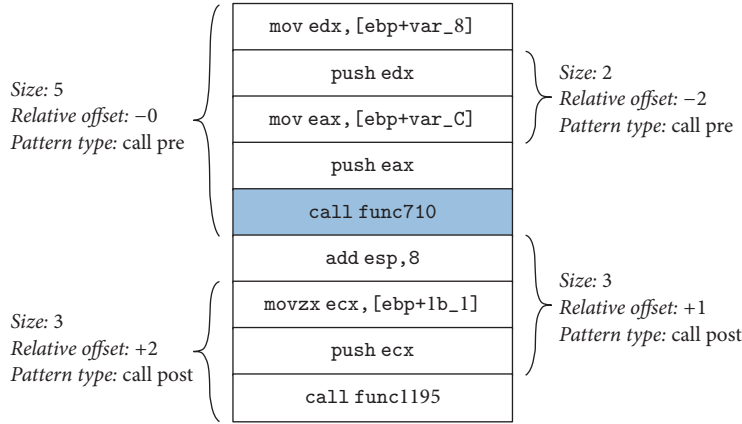 mov edx,[ebp+var_8]
push edx
mov eax,[ebp+var_C]
push eax
call func710
add esp,8
movzx ecx,[ebp+lb_1]
push ecx
call func1195
Size: 5
Relative offset: −0
Pattern type: call pre
Size: 3
Relative offset: +2
Pattern type: call post
Size: 2
Relative offset: −2
Pattern type: call pre
Size: 3
Relative offset: +1
Pattern type: call post